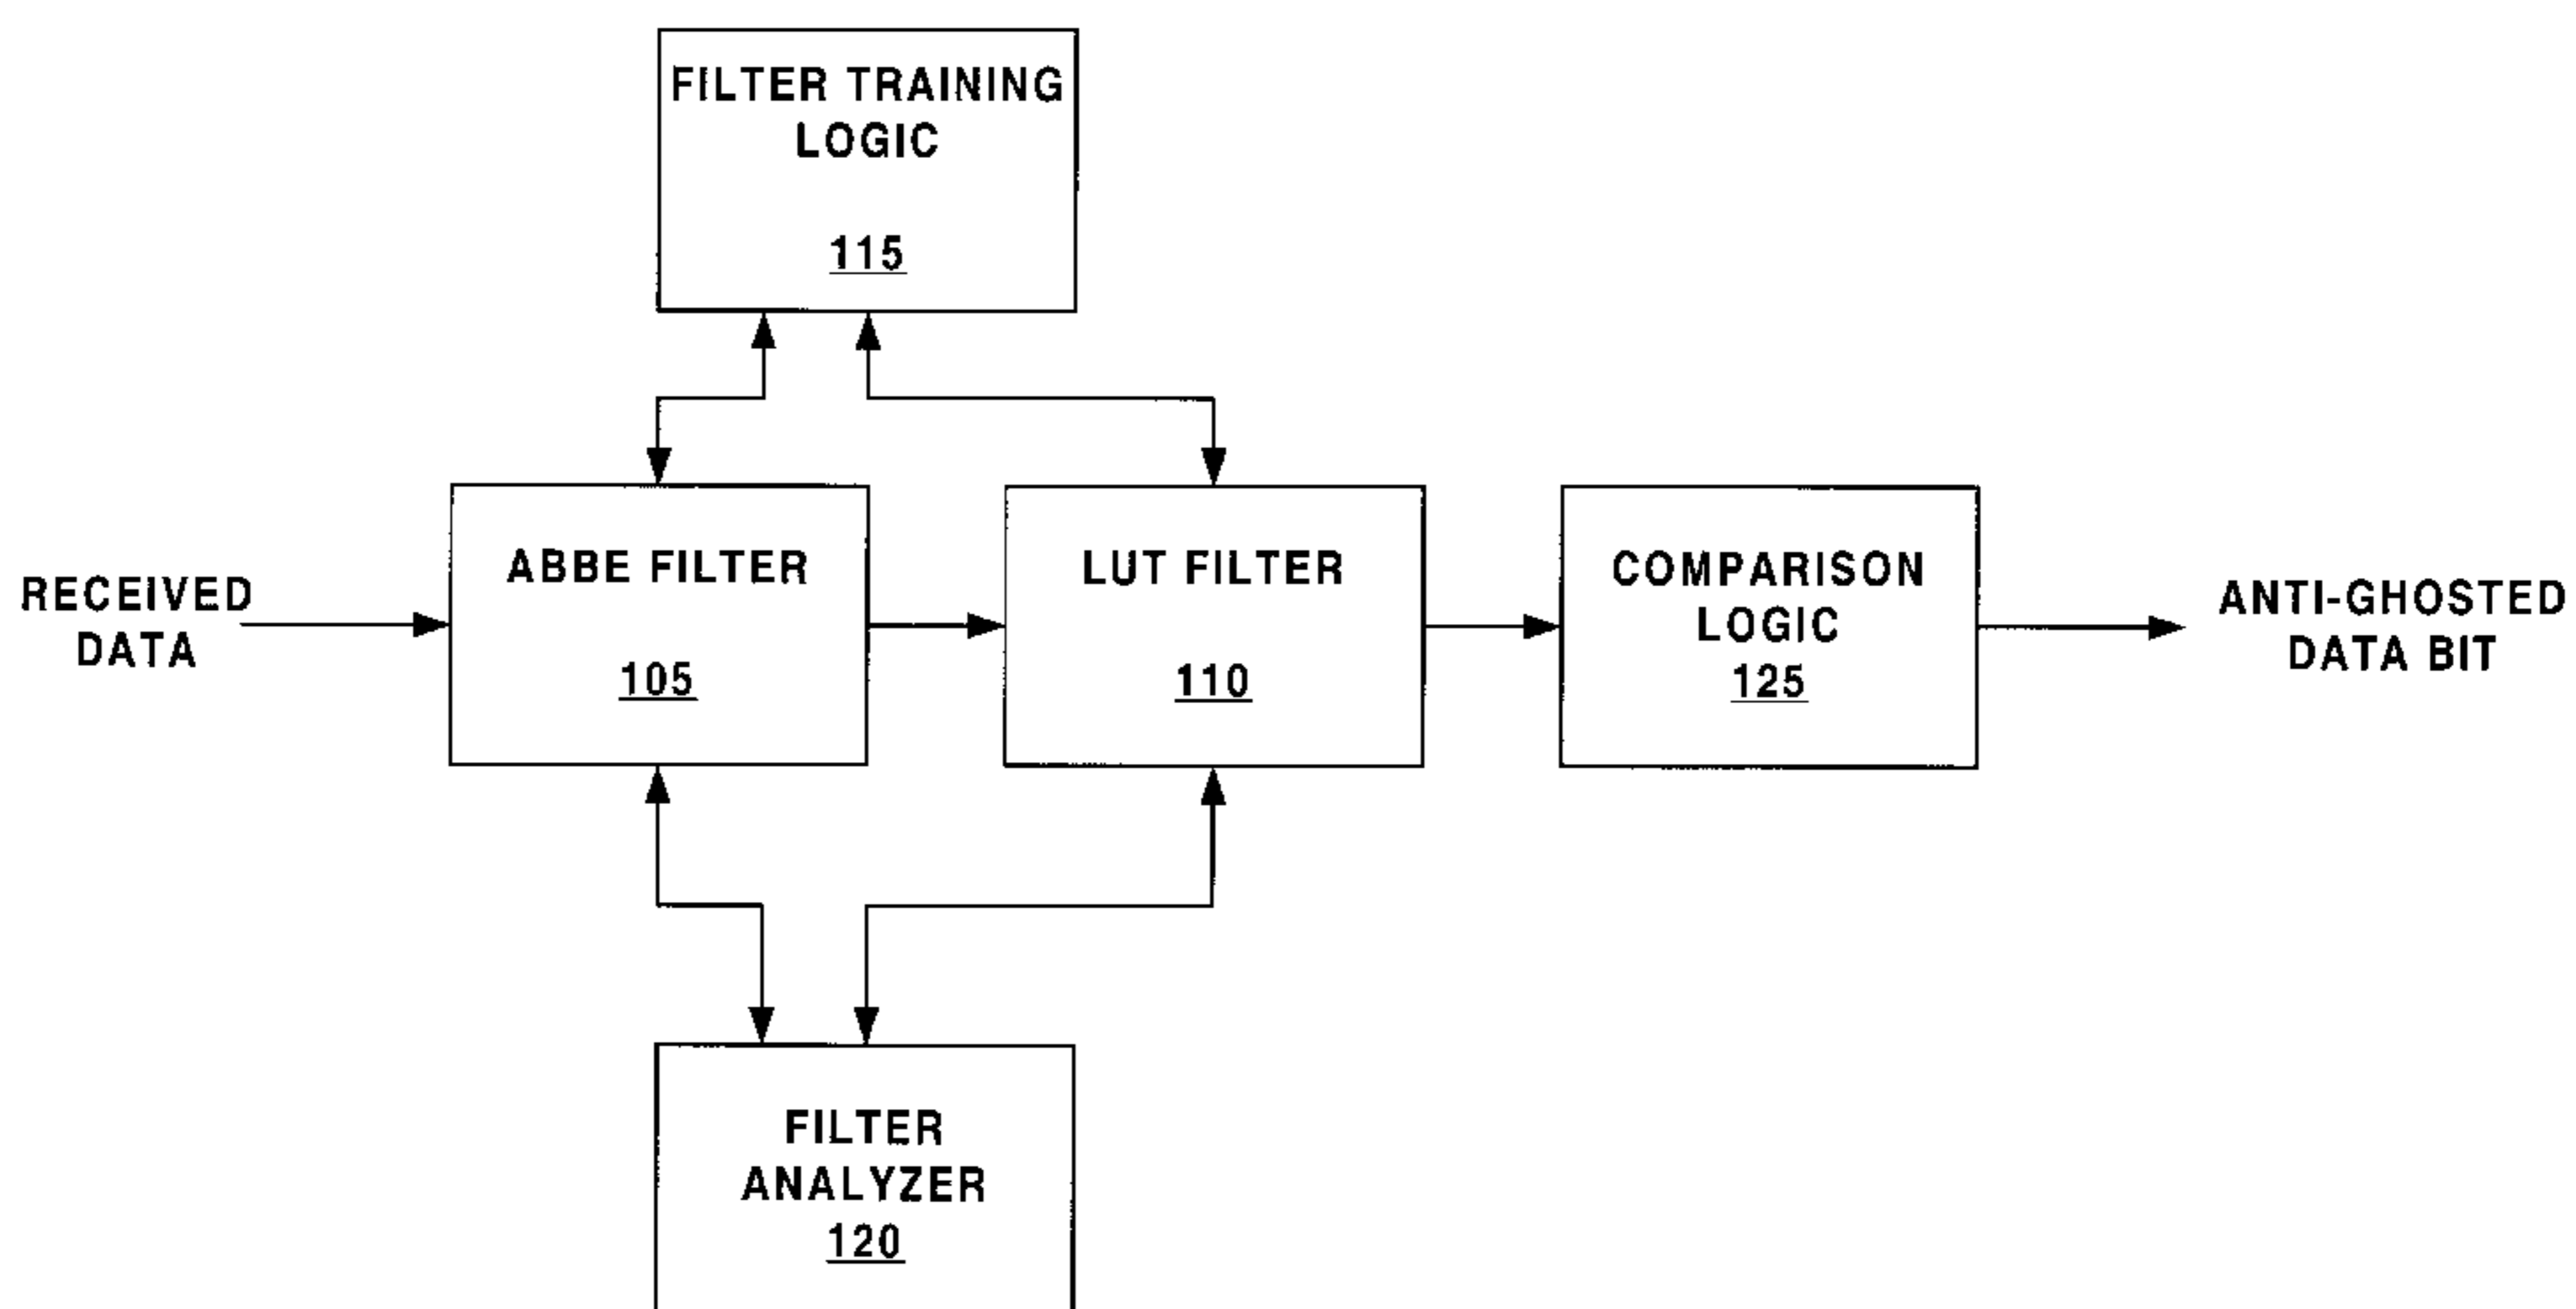 FILTER TRAINING
LOGIC
115
RECEIVED
DATA
ABBE FILTER
105
LUT FILTER
110
COMPARISON
LOGIC
125
ANTI-GHOSTED
DATA BIT
FILTER
ANALYZER
120